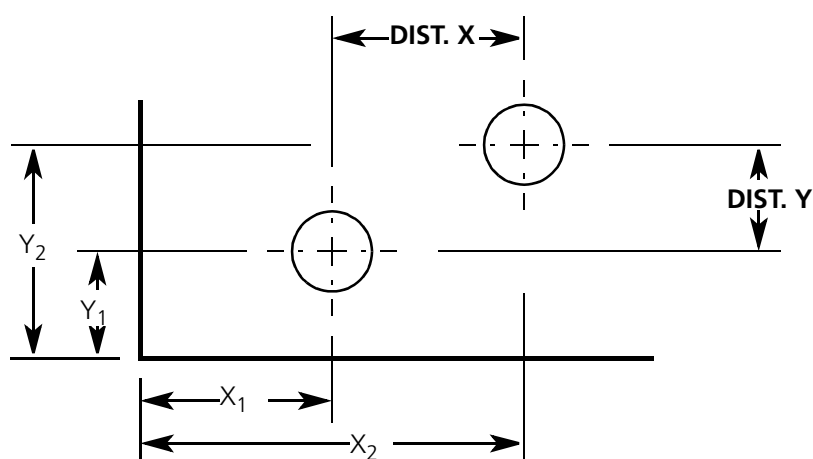 DIST. X
DIST. Y
Y2
Y1
X1
X2